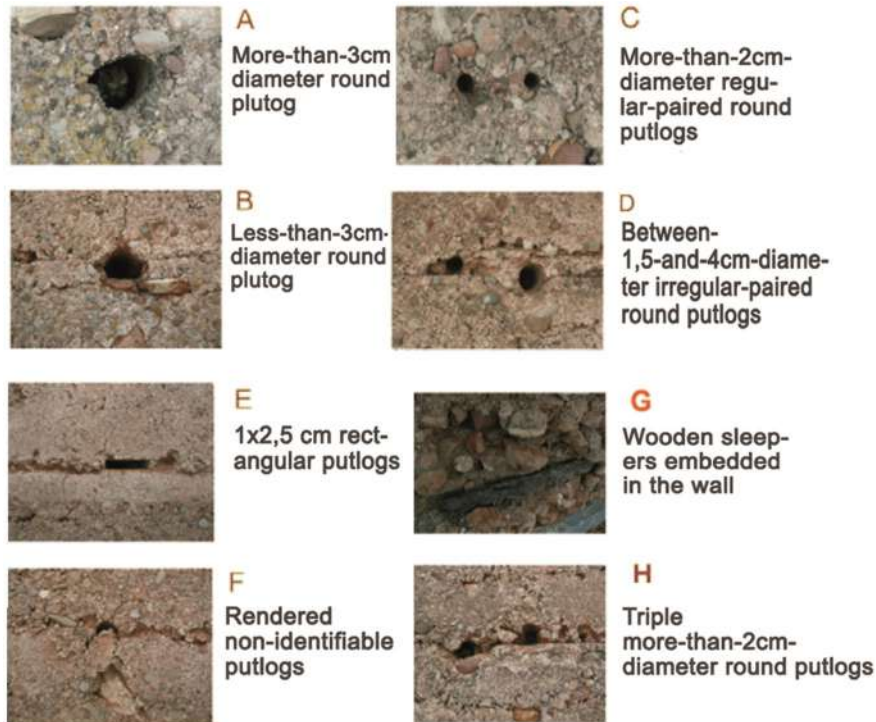 A
More-than-3cm
diameter round
plutog
C
More-than-2cm-
diameter regu-
lar-paired round
putlogs
B
Less-than-3cm-
diameter round
plutog
D
Between-
1,5-and-4cm-diame-
ter irregular-paired
round putlogs
E
1x2,5 cm rect-
angular putlogs
G
Wooden sleep-
ers embedded
in the wall
F
Rendered
non-identifiable
putlogs
H
Triple
more-than-2cm-
diameter round putlogs